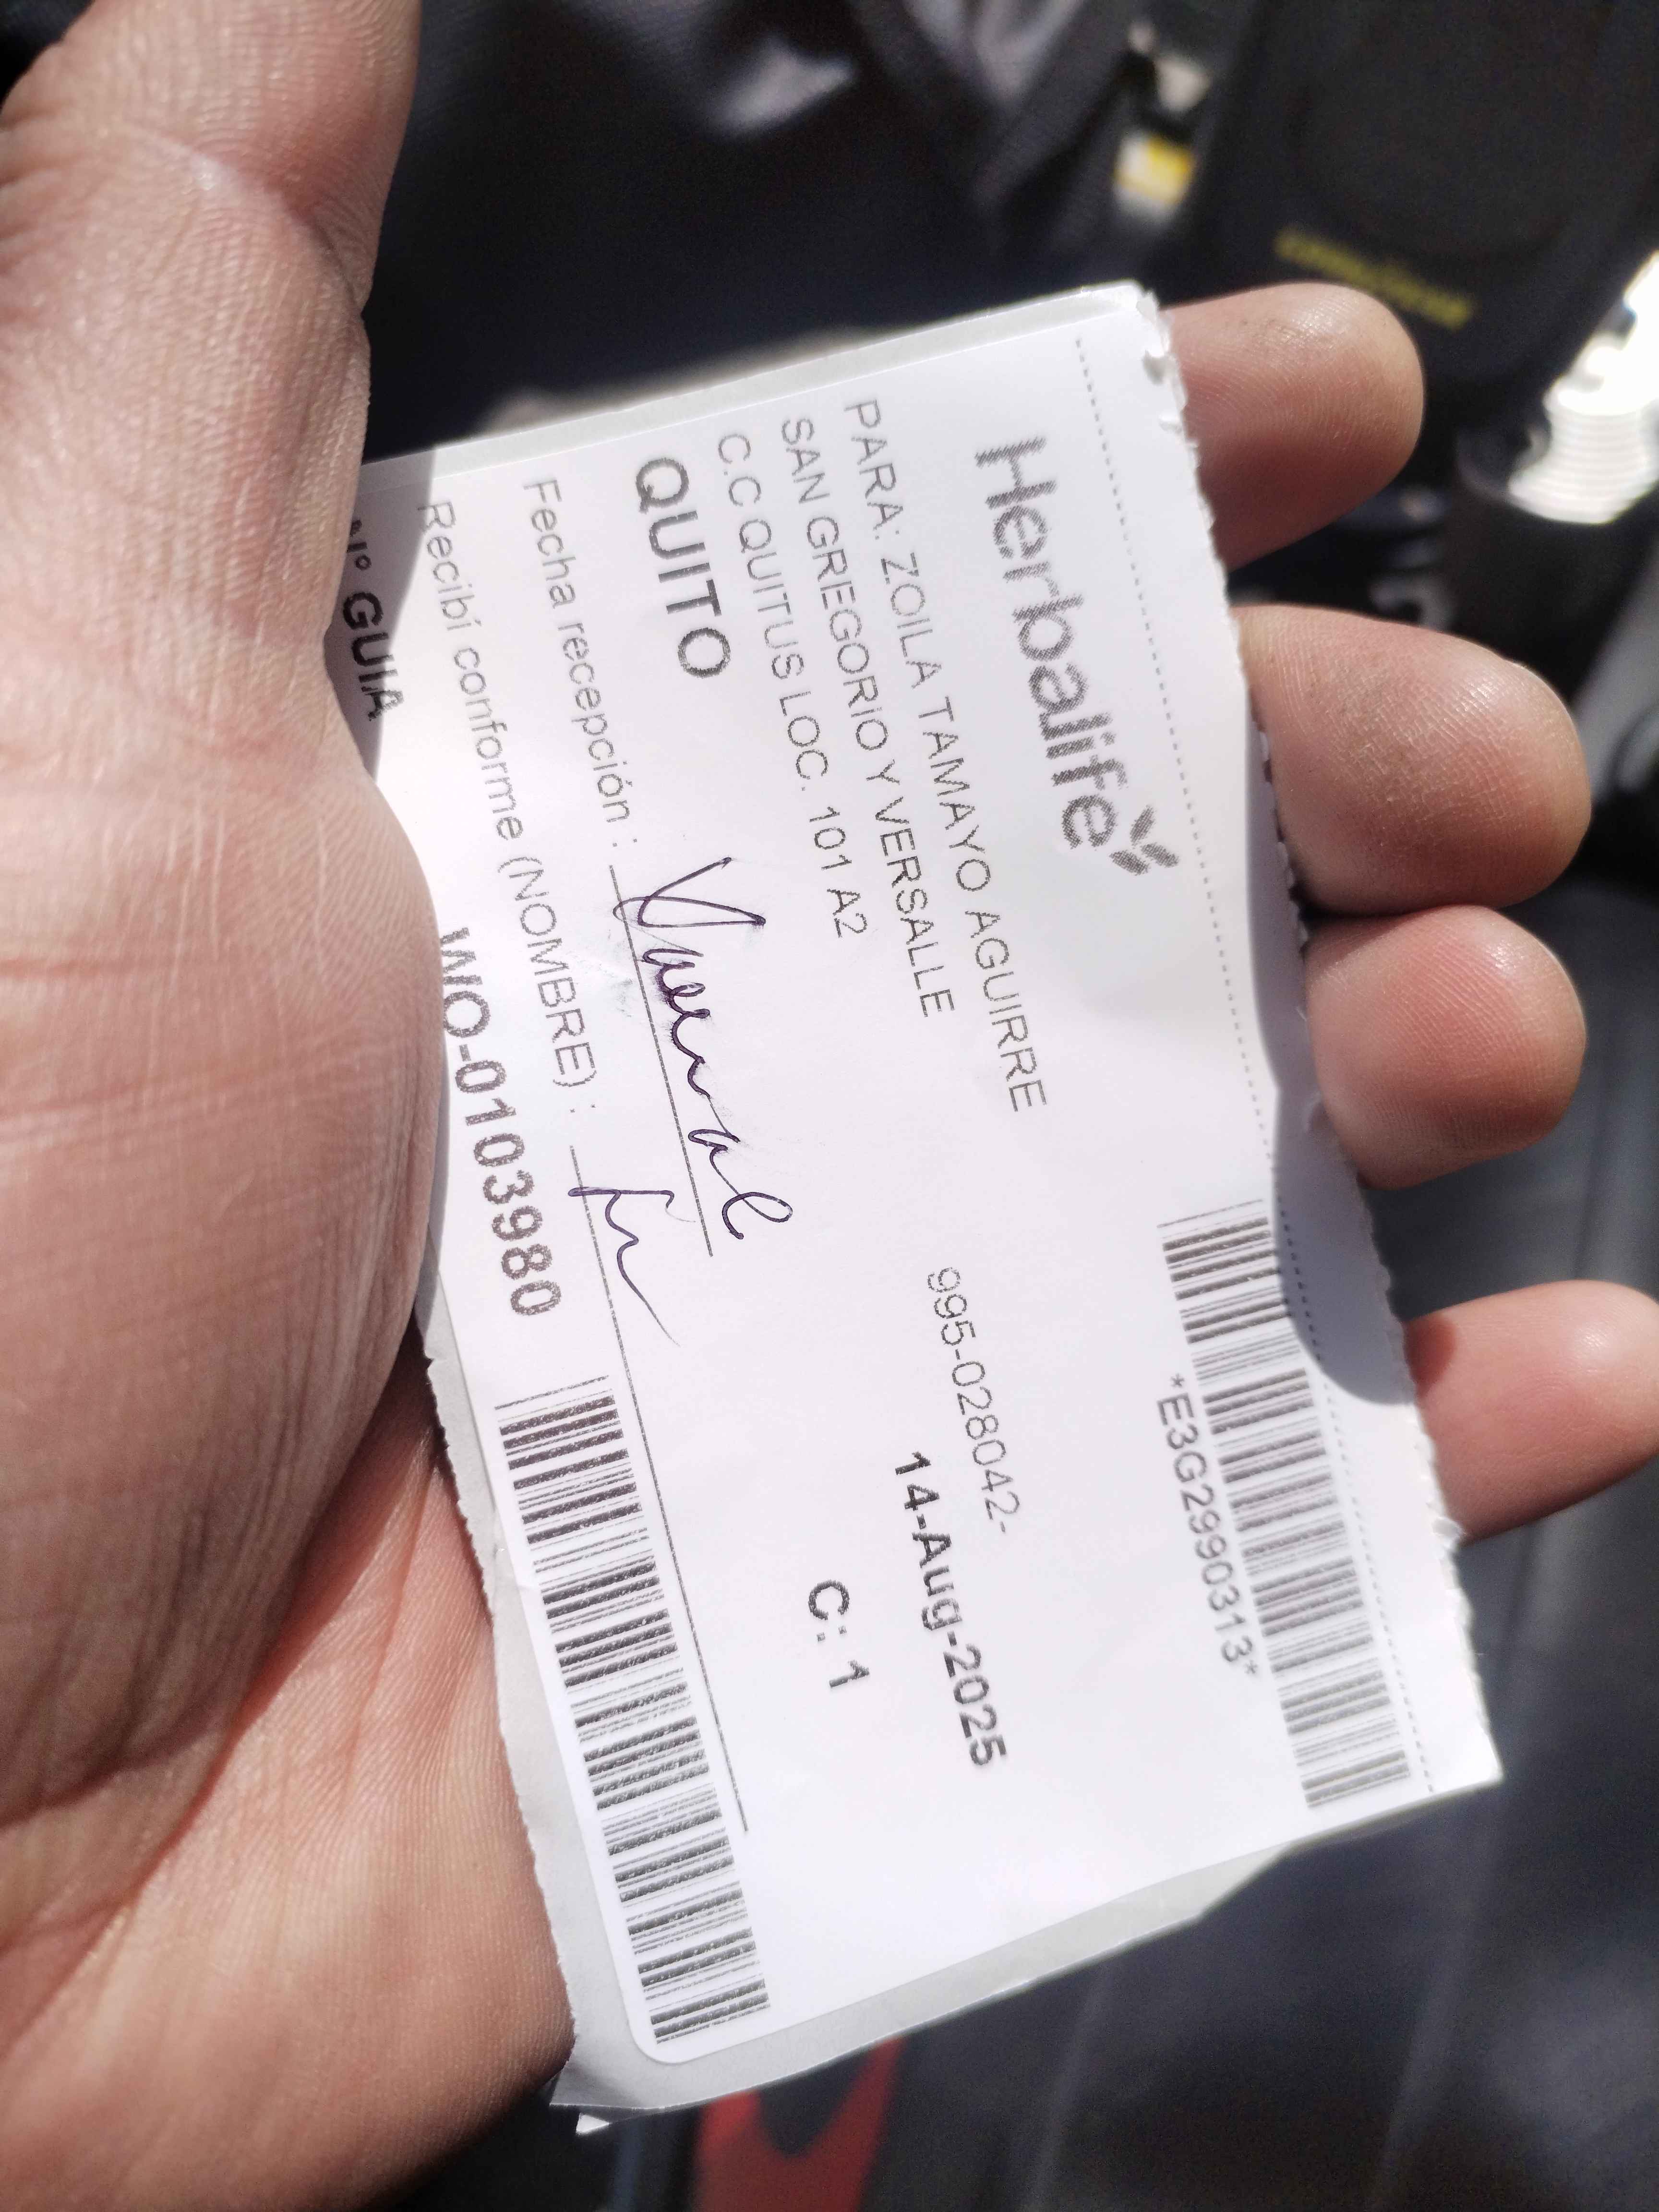 Herbalife
*E3G2990313*
PARA: ZOILA TAMAYO AGUIRRE
995-028042-
SAN GREGORIO Y VERSALLE
14-Aug-2025
C.C QUITUS LOC. 101 A2
C: 1
QUITO
Fecha recepción :
Recibí conforme (NOMBRE) :
Nº GUIA
WO-0103980